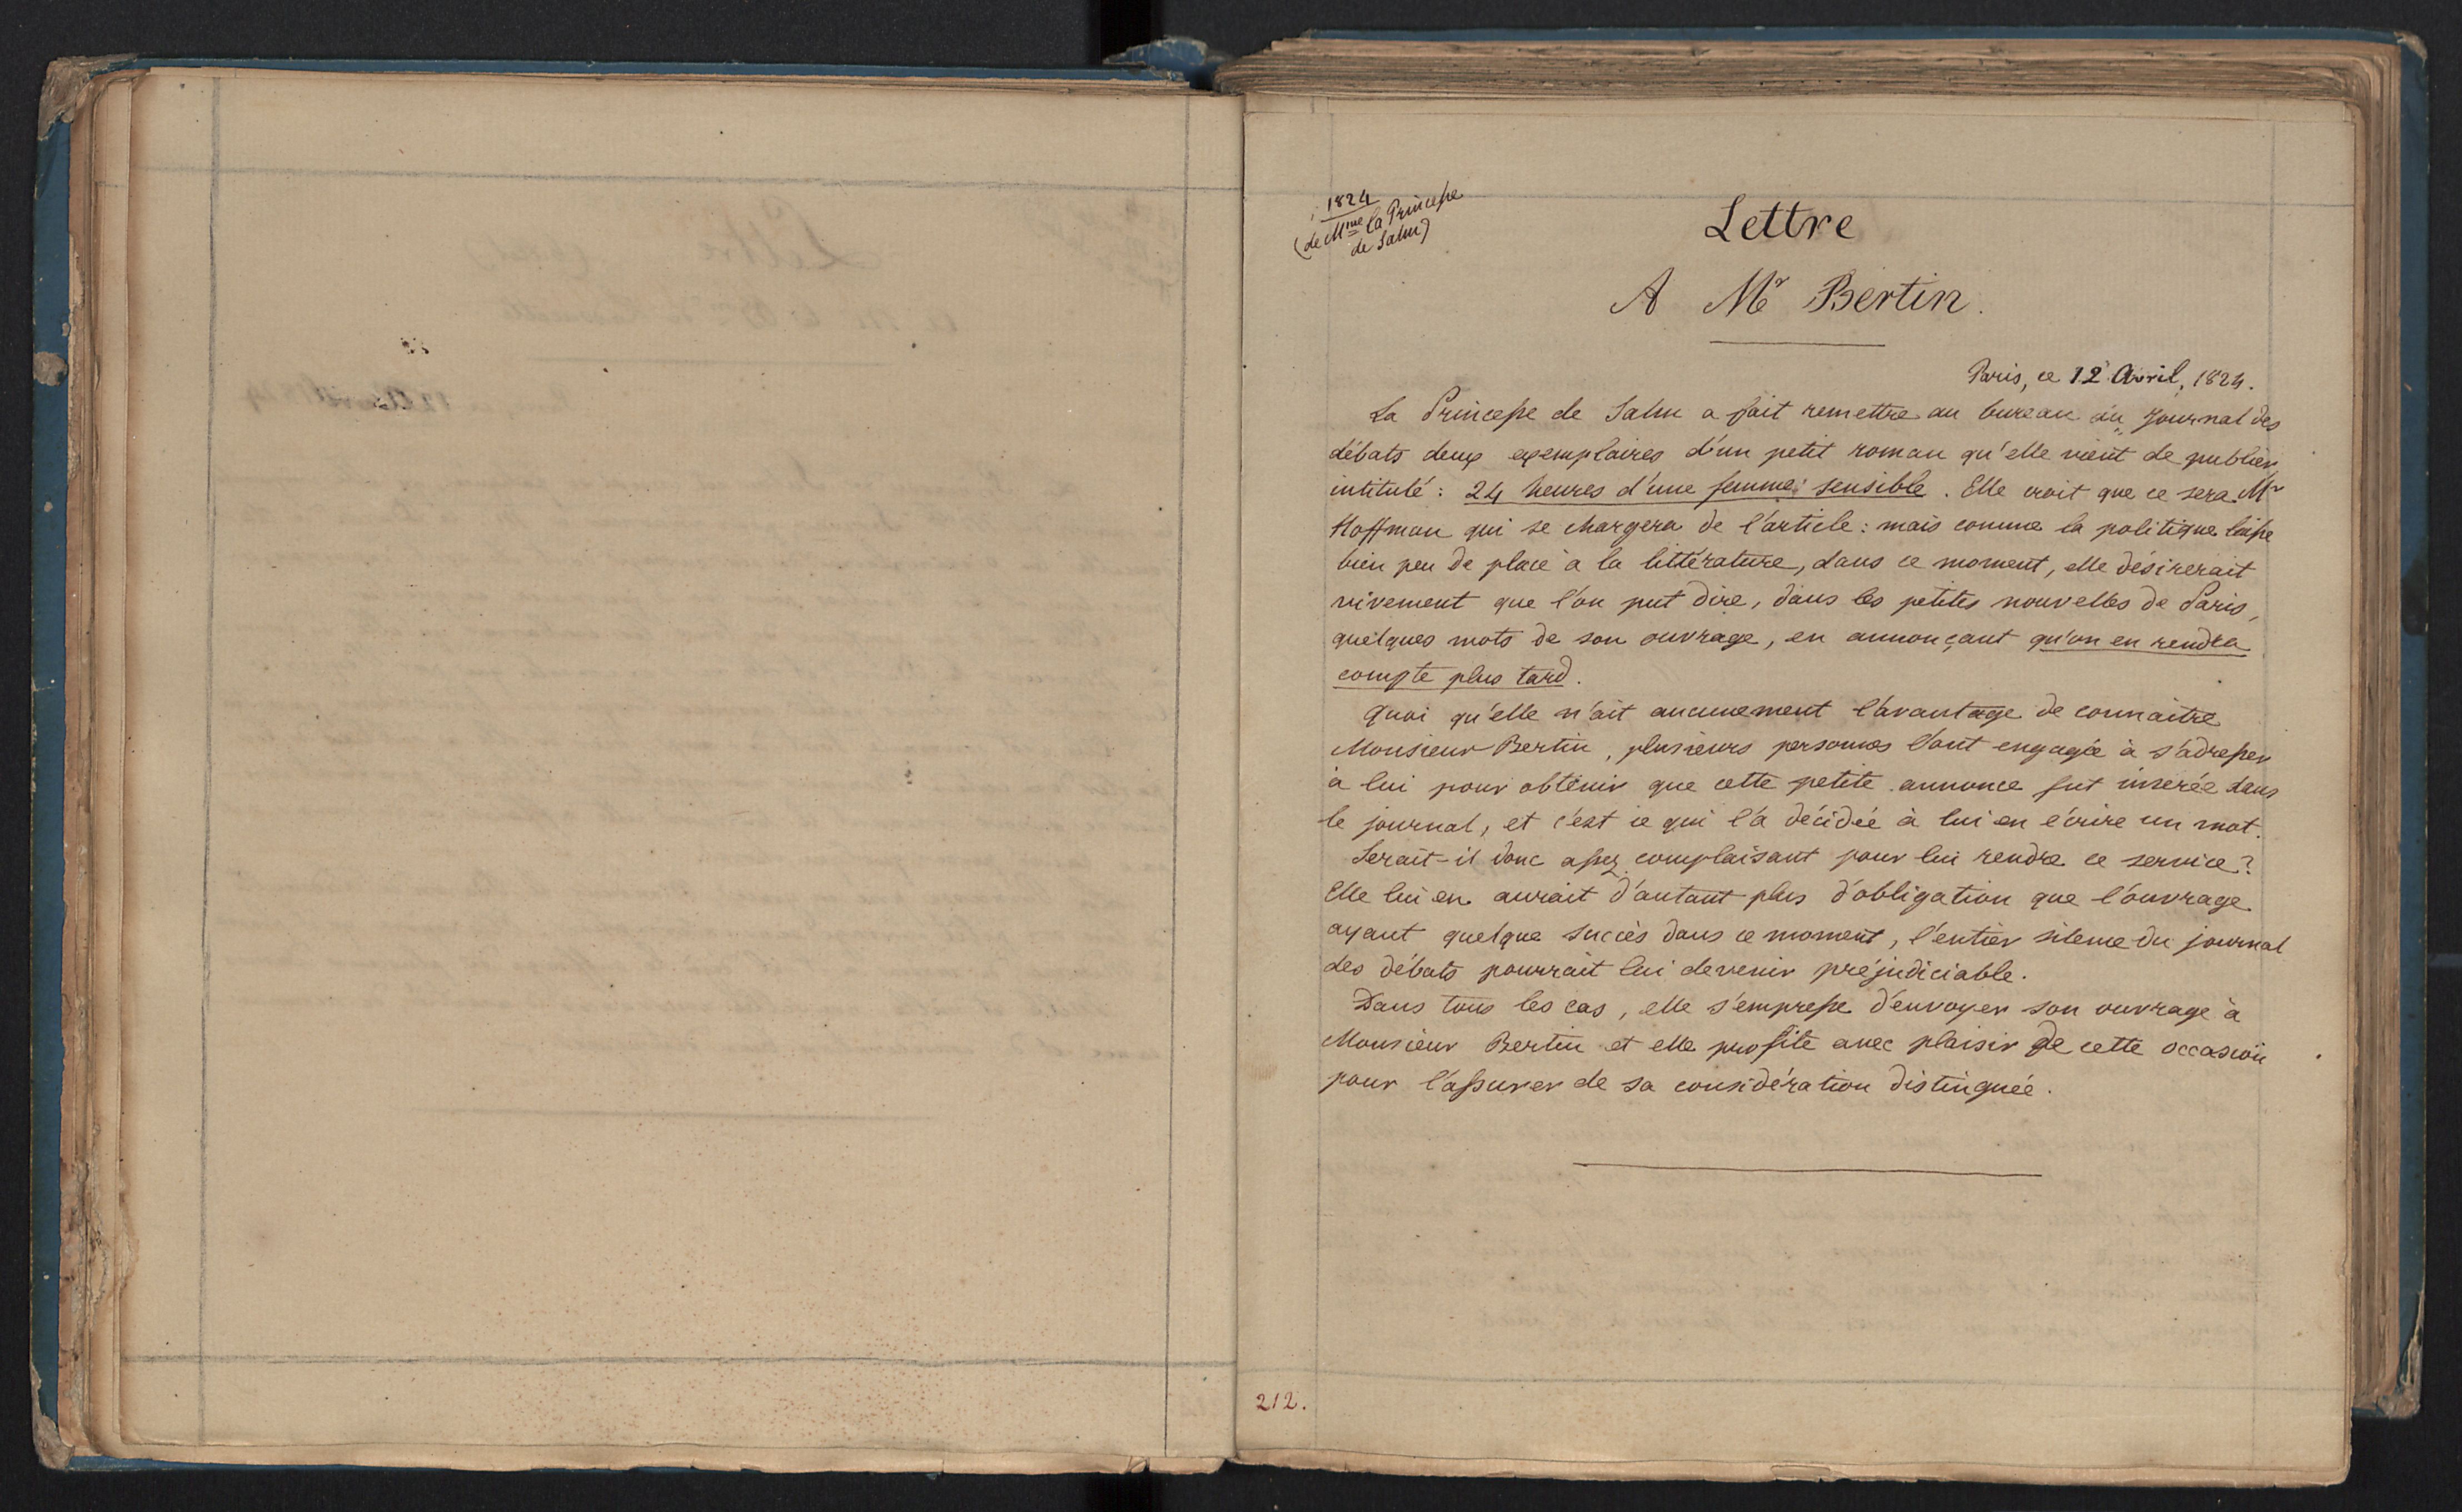 1824
(de Mme la Princesse
de Salm)
Lettre
A Mr Bertin.
Paris, ce 12 Avril, 1824.
La Princesse de Salm a fait remettre au bureau du Journal des
débats deux exemplaires d'un petit roman qu'elle vient de publier,
intitulé : 24 heures d'une femme sensible. Elle croit que ce sera Mr
Hoffman qui se chargera de l'article : mais comme la politique laisse
bien peu de place à la littérature, dans ce moment, elle désirerait
vivement que l'on put dire, dans les petites nouvelles de Paris,
quelques mots de son ouvrage, en annonçant qu'on en rendra
compte plus tard.
Quoi qu'elle n'ait aucunement l'avantage de connaitre
Monsieur Bertin, plusieurs personnes l'ont engagée à s'adresser
à lui pour obtenir que cette petite annonce fut inserée dans
le journal, et c'est ce qui l'a décidée à lui en écrire un mot.
Serait-il donc assez complaisant pour lui rendre ce service ?
Elle lui en aurait d'autant plus d'obligation que l'ouvrage
ayant quelque succès dans ce moment, l'entier silence du journal
des débats pourrait lui devenir préjudiciable.
Dans tous les cas, elle s'empresse d'envoyer son ouvrage à
Monsieur Bertin et elle profite avec plaisir de cette occasion
pour l'assurer de sa considération distinguée.
212.